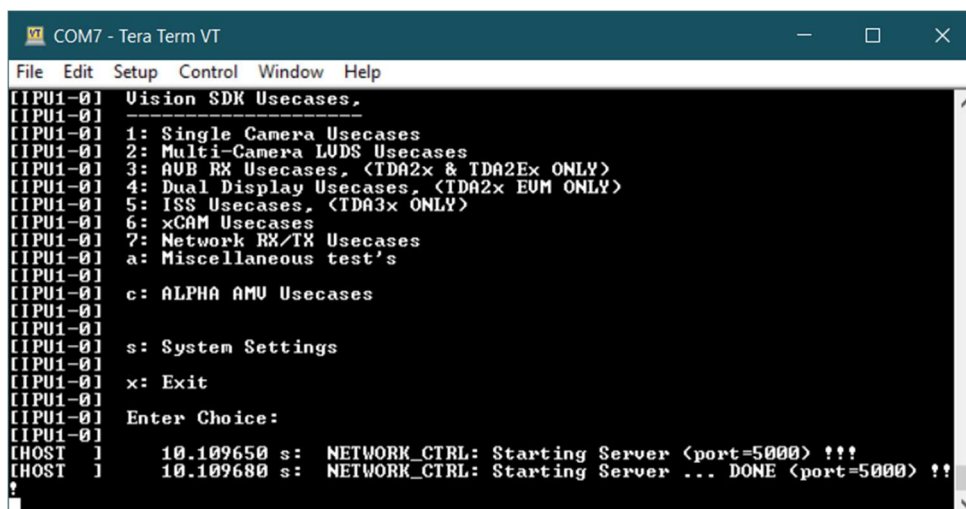 COM7 - Tera Term VT
File Edit Setup Control Window Help
[IPU1-0] Vision SDK Usecases,
[IPU1-0] --------------------
[IPU1-0] 1: Single Camera Usecases
[IPU1-0] 2: Multi-Camera LVDS Usecases
[IPU1-0] 3: AVB RX Usecases, (TDA2x & TDA2Ex ONLY)
[IPU1-0] 4: Dual Display Usecases, (TDA2x EVM ONLY)
[IPU1-0] 5: ISS Usecases, (TDA3x ONLY)
[IPU1-0] 6: xCAM Usecases
[IPU1-0] 7: Network RX/TX Usecases
[IPU1-0] a: Miscellaneous test's
[IPU1-0]
[IPU1-0] c: ALPHA AMV Usecases
[IPU1-0]
[IPU1-0]
[IPU1-0] s: System Settings
[IPU1-0]
[IPU1-0] x: Exit
[IPU1-0]
[IPU1-0] Enter Choice:
[IPU1-0]
[HOST ] 10.109650 s: NETWORK_CTRL: Starting Server (port=5000) !!!
[HOST ] 10.109680 s: NETWORK_CTRL: Starting Server ... DONE (port=5000) !!
!